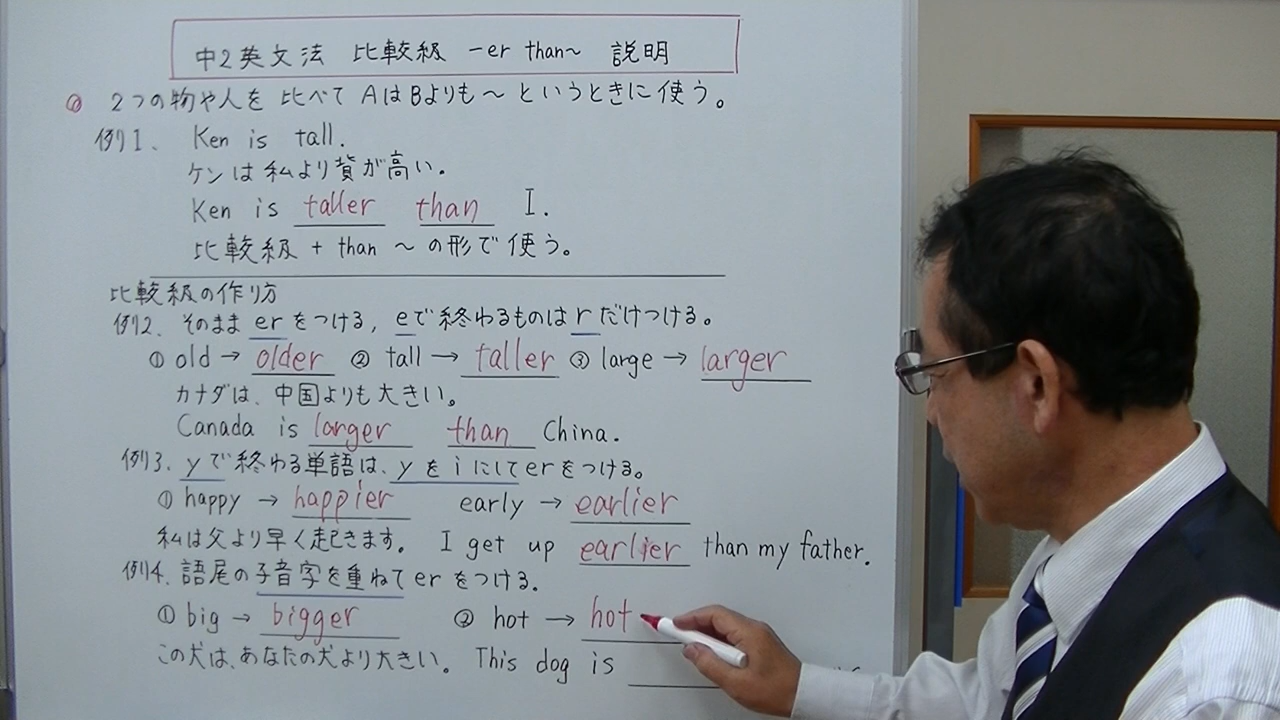 中2英文法 比較級 -er than～ 説明
◎ 2つの物や人を 比べて AはBよりも～ というときに使う。
例1、 Ken is tall.
ケンは私より背が高い。
Ken is taller than I.
比較級 + than ～の形で使う。
比較級の作り方
例2、そのまま er をつける, eで終わるものは r だけつける。
① old → older ② tall → taller ③ large → larger
カナダは、中国よりも大きい。
Canada is larger than China.
例3、yで終わる単語は、yをiにしてerをつける。
① happy → happier early → earlier
私は父より早く起きます。 I get up earlier than my father.
例4、語尾の子音字を重ねて er をつける。
① big → bigger ② hot → hot
この犬は、あなたの犬より大きい。 This dog is